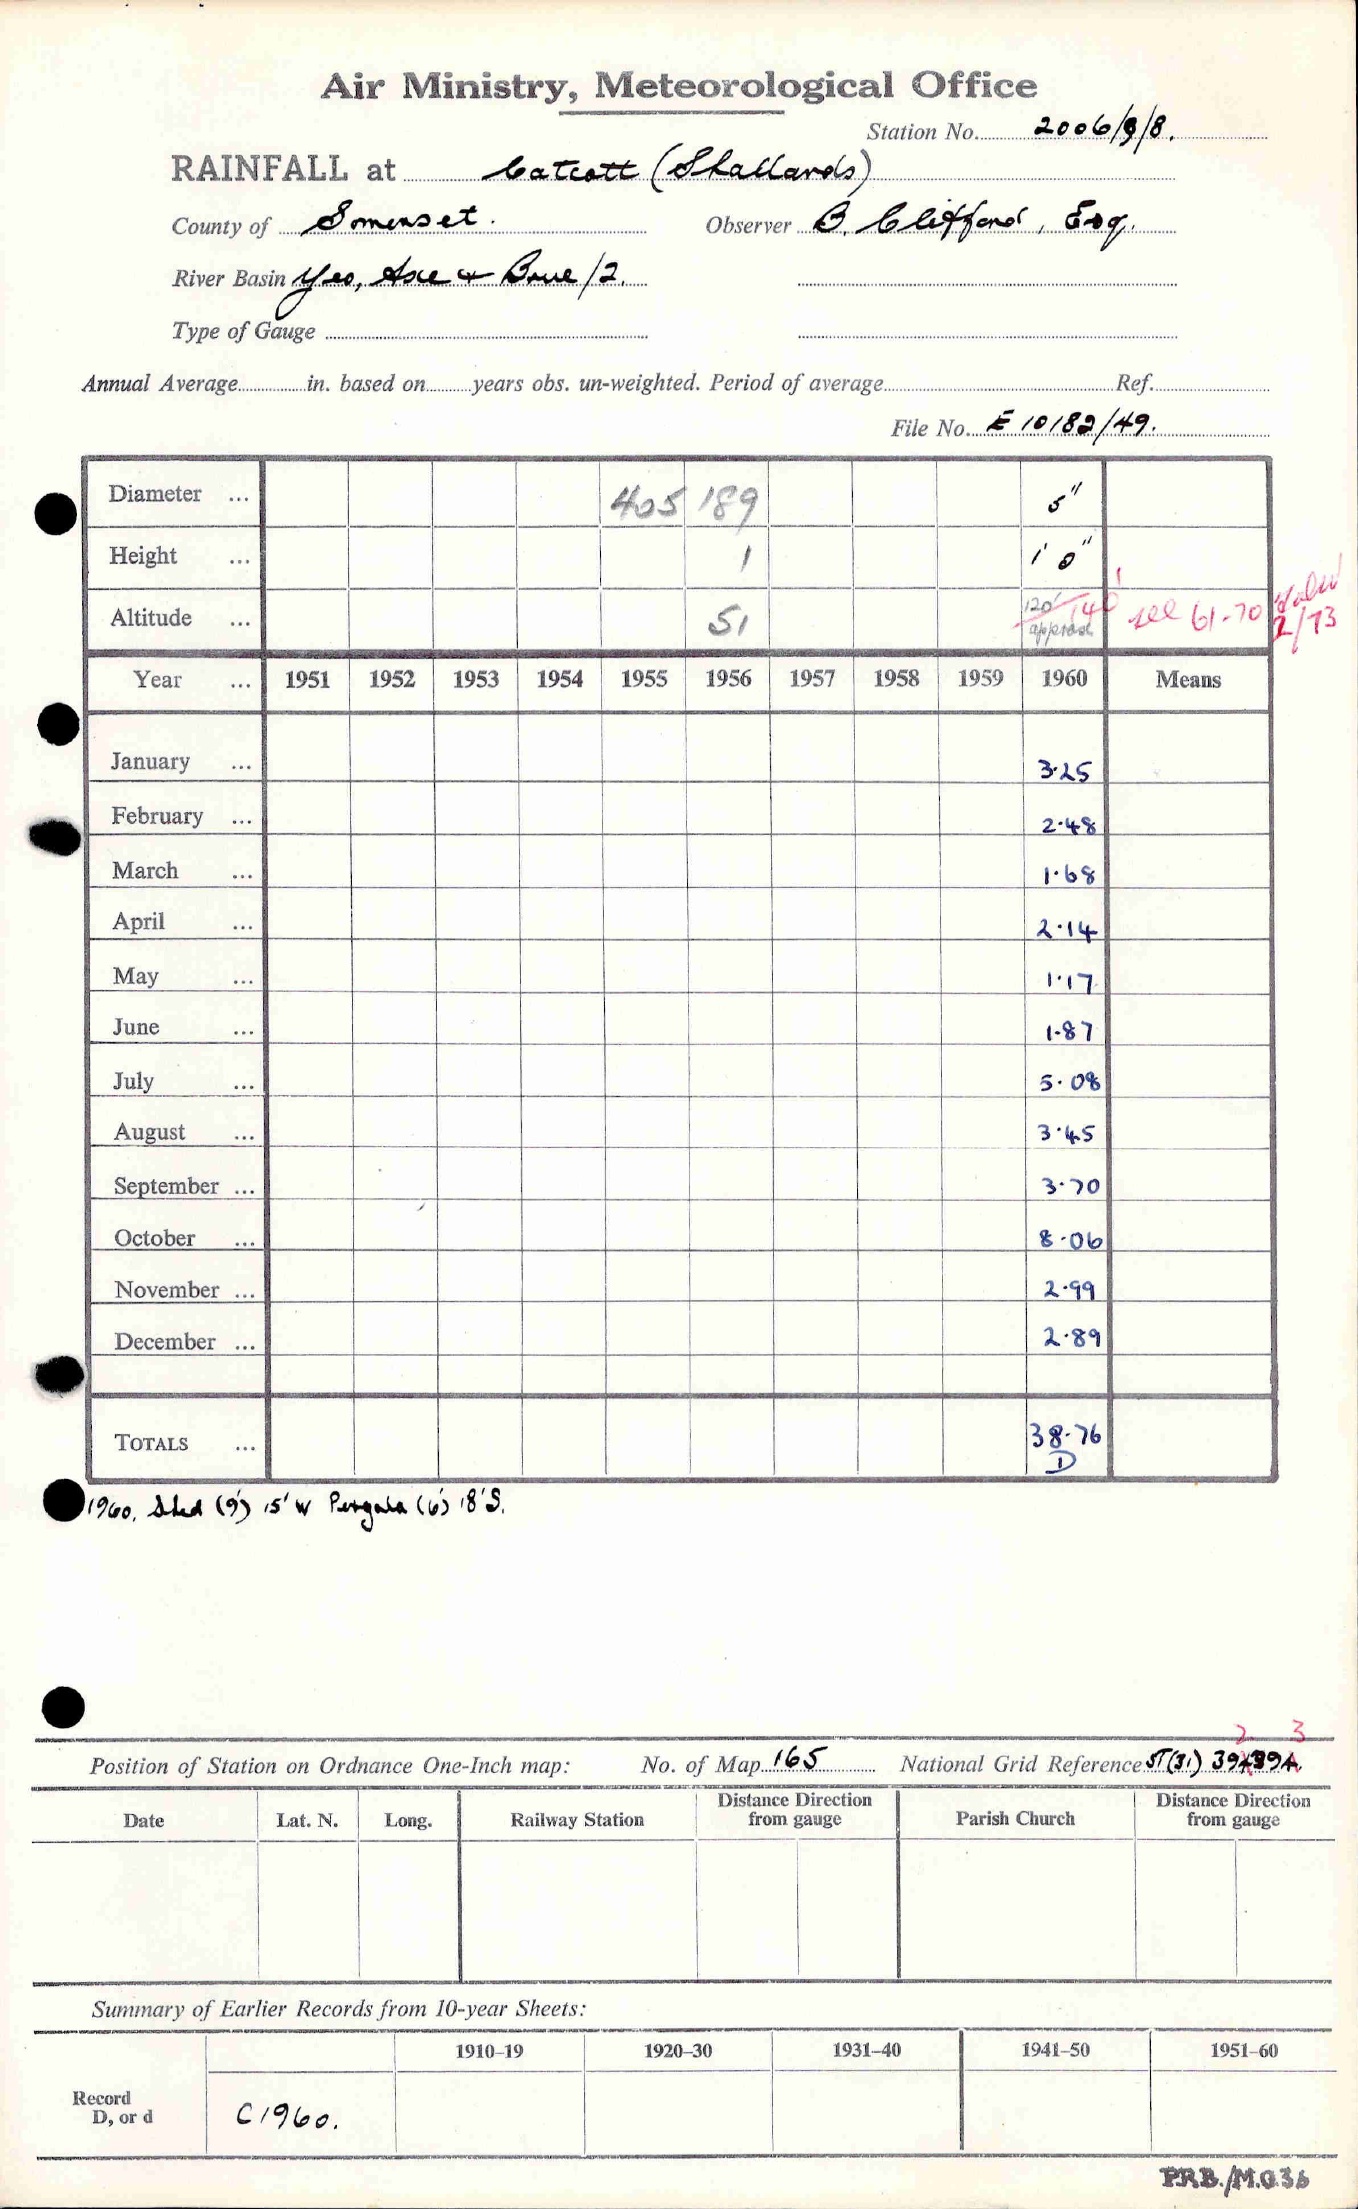 Air Ministry, Meteorological Office
Station No. 2006/9/8.
RAINFALL at Catcott (Shallards)
County of Somerset. Observer B. Clifford, Esq.
River Basin Yeo, Axe + Brue/2.
Type of Gauge
Annual Average in. based on years obs. un-weighted. Period of average Ref.
File No. E 10182/49.
Diameter ... 405 189 5"
Height ... 1 1' 0"
Altitude ... 51 120' approx 140' see 61-70 2/73
Year ... 1951 1952 1953 1954 1955 1956 1957 1958 1959 1960 Means
January ... 3.25
February ... 2.48
March ... 1.68
April ... 2.14
May ... 1.17
June ... 1.87
July ... 5.08
August ... 3.45
September ... 3.70
October ... 8.06
November ... 2.99
December ... 2.89
TOTALS ... 38.76
D
1960. Shed (9') 15' W Pergola (6') 18' S.
2 3
Position of Station on Ordnance One-Inch map: No. of Map 165 National Grid Reference ST(31) 394394.
Date Lat. N. Long. Railway Station Distance Direction from gauge Parish Church Distance Direction from gauge
Summary of Earlier Records from 10-year Sheets:
1910–19 1920–30 1931–40 1941–50 1951–60
Record
D, or d C1960.
P.R.B./M.O.36